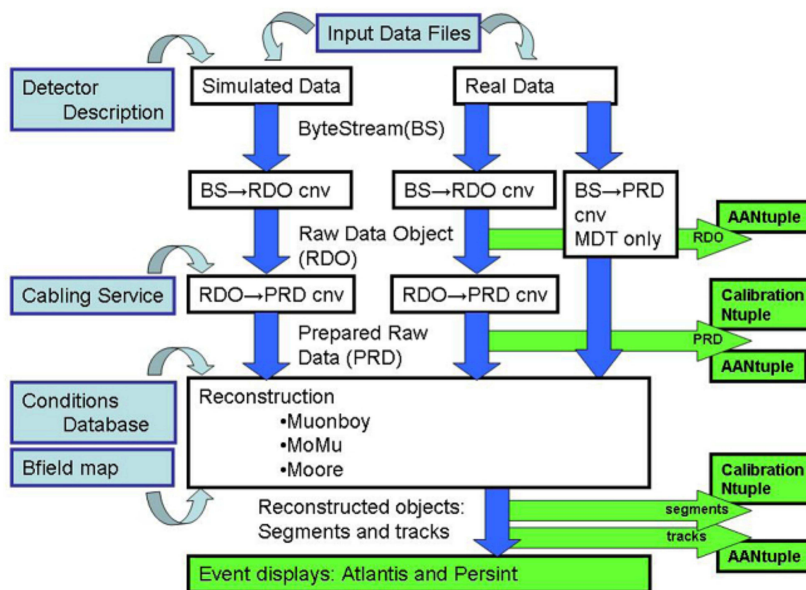 Input Data Files
Detector
Description
Simulated Data
Real Data
ByteStream(BS)
BS→RDO cnv
BS→RDO cnv
BS→PRD
cnv
MDT only
AANtuple
RDO
Raw Data Object
(RDO)
Cabling Service
RDO→PRD cnv
RDO→PRD cnv
Calibration
Ntuple
PRD
Prepared Raw
Data (PRD)
AANtuple
Conditions
Database
Bfield map
Reconstruction
•Muonboy
•MoMu
•Moore
Calibration
Ntuple
Reconstructed objects:
Segments and tracks
segments
tracks
AANtuple
Event displays: Atlantis and Persint